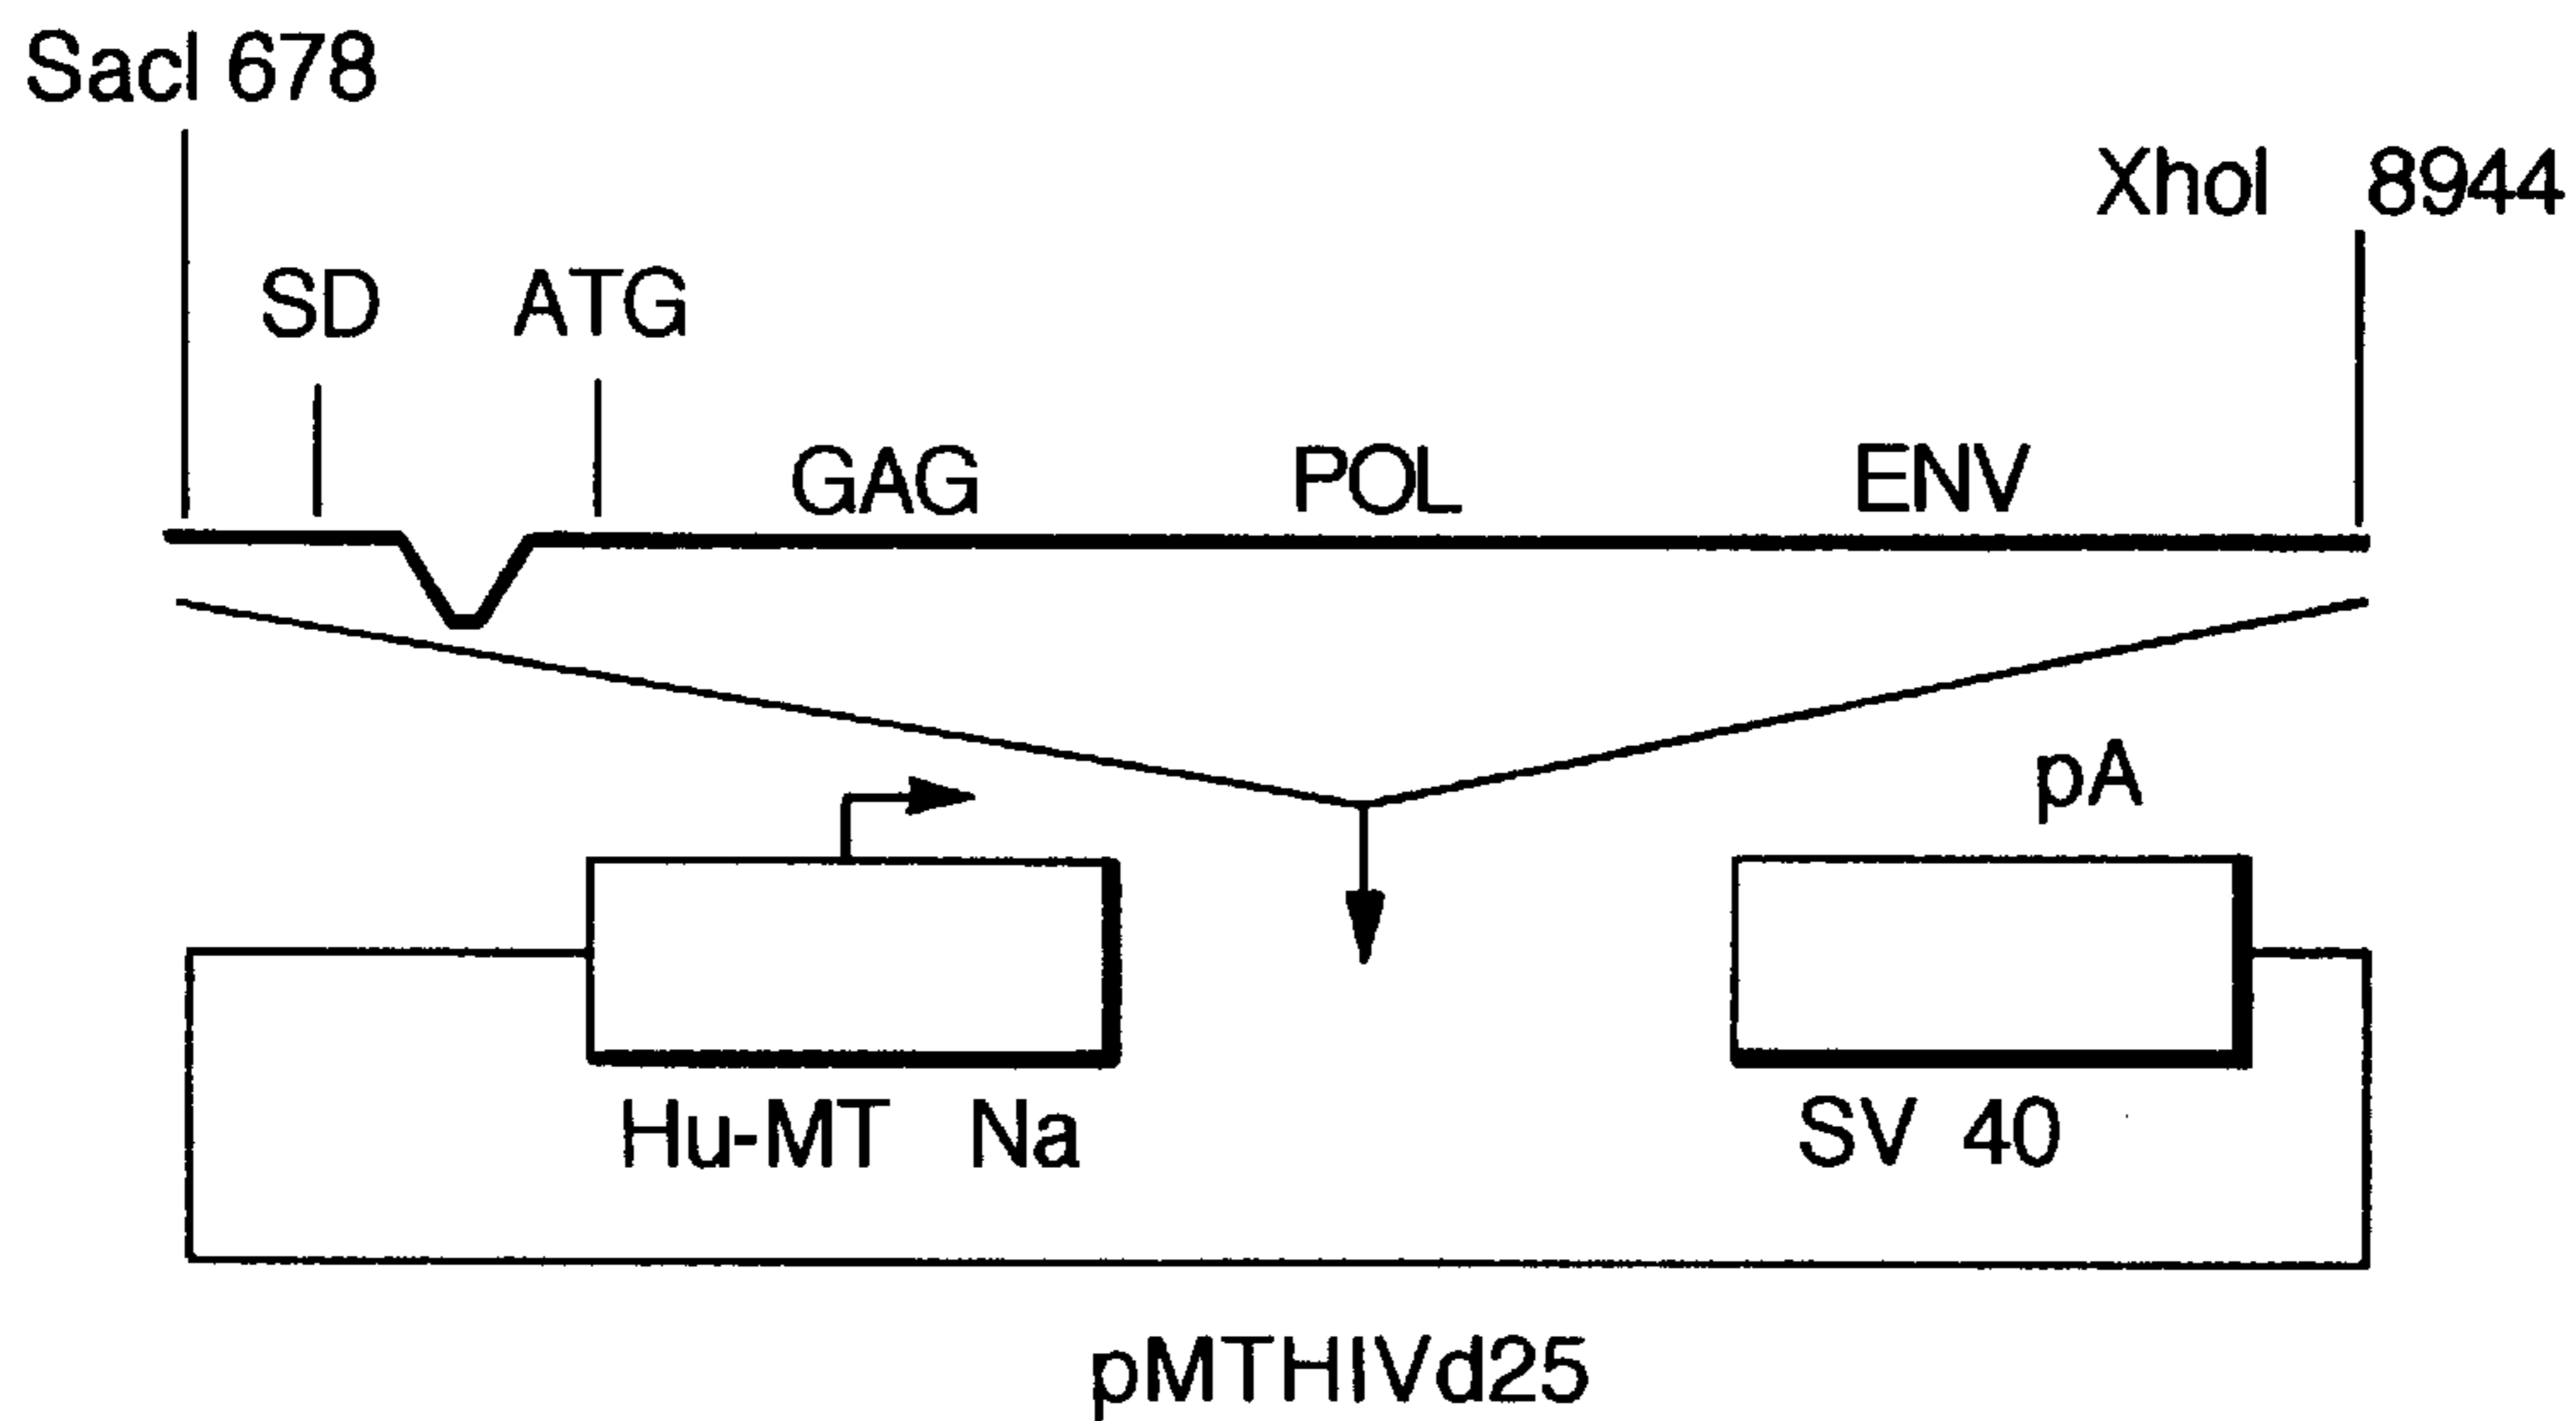 SacI 678
XhoI 8944
SD ATG
GAG POL ENV
pA
Hu-MT Na SV 40
pMTHIVd25